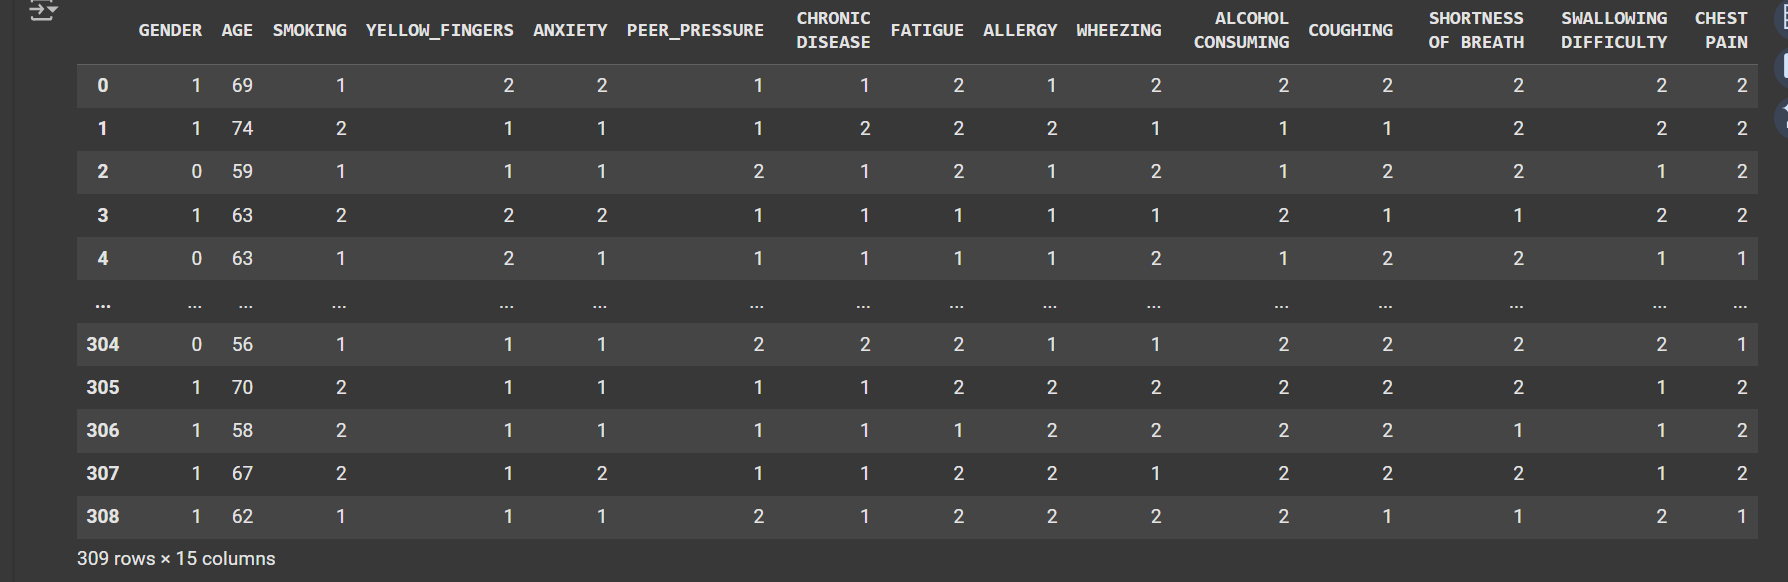 GENDER AGE SMOKING YELLOW_FINGERS ANXIETY PEER_PRESSURE CHRONIC DISEASE FATIGUE ALLERGY WHEEZING ALCOHOL CONSUMING COUGHING SHORTNESS OF BREATH SWALLOWING DIFFICULTY CHEST PAIN
0 1 69 1 2 2 1 1 2 1 2 2 2 2 2 2
1 1 74 2 1 1 1 2 2 2 1 1 1 2 2 2
2 0 59 1 1 1 2 1 2 1 2 1 2 2 1 2
3 1 63 2 2 2 1 1 1 1 1 2 1 1 2 2
4 0 63 1 2 1 1 1 1 1 2 1 2 2 1 1
... ... ... ... ... ... ... ... ... ... ... ... ... ... ... ...
304 0 56 1 1 1 2 2 2 1 1 2 2 2 2 1
305 1 70 2 1 1 1 1 2 2 2 2 2 2 1 2
306 1 58 2 1 1 1 1 1 2 2 2 2 1 1 2
307 1 67 2 1 2 1 1 2 2 1 2 2 2 1 2
308 1 62 1 1 1 2 1 2 2 2 2 1 1 2 1
309 rows × 15 columns